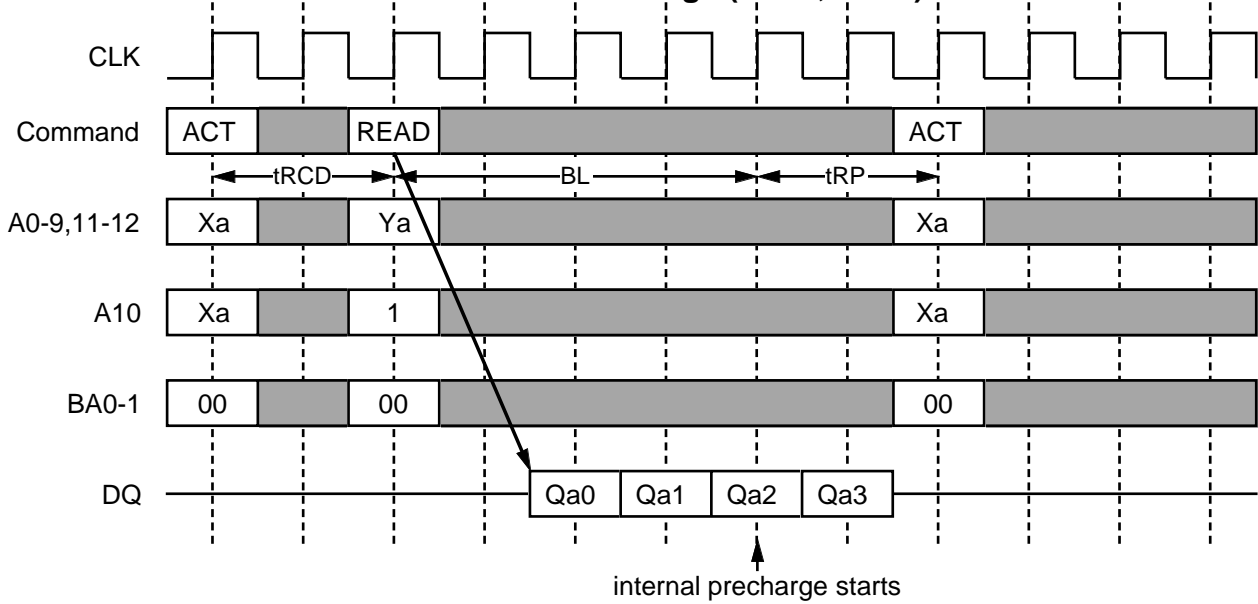 CLK
Command ACT READ ACT
tRCD BL tRP
A0-9,11-12 Xa Ya Xa
A10 Xa 1 Xa
BA0-1 00 00 00
DQ Qa0 Qa1 Qa2 Qa3
internal precharge starts